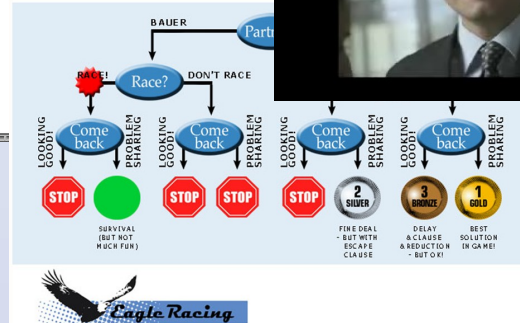 BAUER
Partn
RACE!
Race?
DON'T RACE
LOOKING GOOD!
Come back
PROBLEM SHARING
LOOKING GOOD!
Come back
PROBLEM SHARING
LOOKING GOOD!
Come back
PROBLEM SHARING
LOOKING GOOD!
Come back
PROBLEM SHARING
STOP
STOP
STOP
STOP
2
SILVER
3
BRONZE
1
GOLD
SURVIVAL
(BUT NOT
MUCH FUN)
FINE DEAL
- BUT WITH
ESCAPE
CLAUSE
DELAY
& CLAUSE
& REDUCTION
- BUT OK!
BEST
SOLUTION
IN GAME!
Eagle Racing